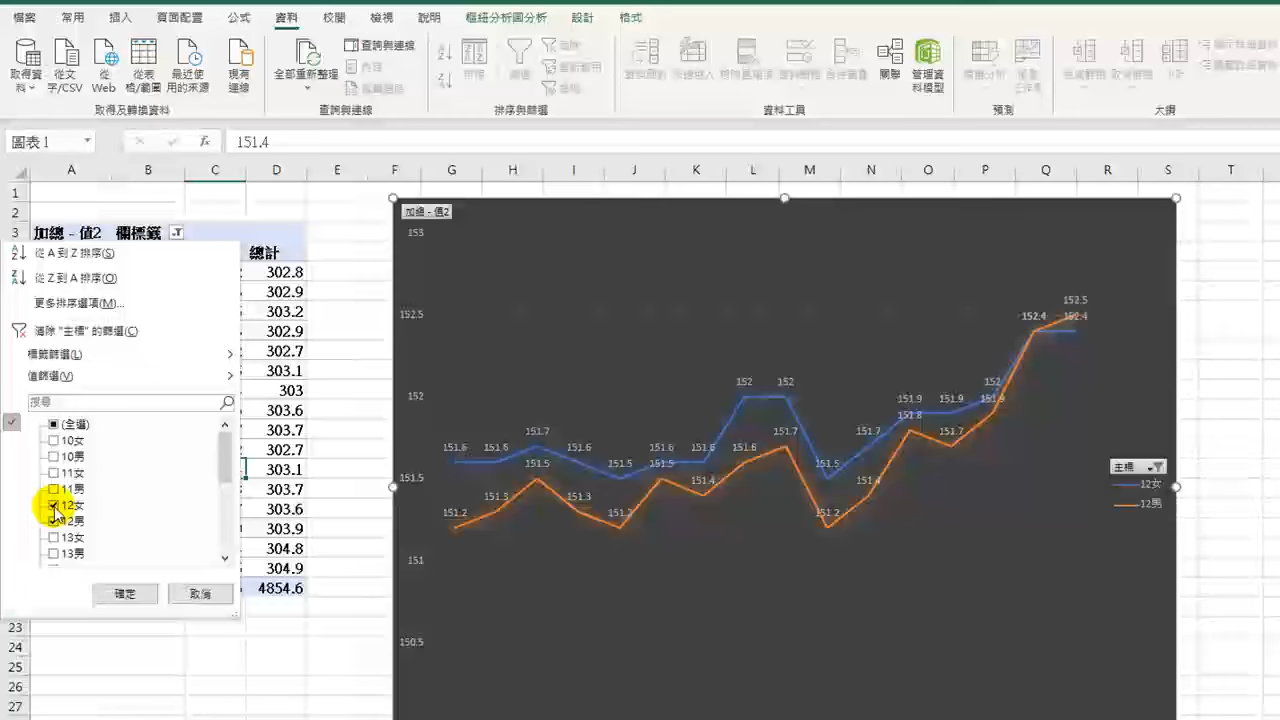 檔案 常用 插入 頁面配置 公式 資料 校閱 檢視 說明 樞紐分析圖分析 設計 格式
取得資料 從文字/CSV 從 Web 從表格/範圍 最近使用的來源 現有連線 全部重新整理 查詢與連線 關聯圖 管理資料模型
取得及轉換資料 查詢與連線 排序與篩選 資料工具 預測 大綱
圖表 1 fx 151.4
A B C D E F G H I J K L M N O P Q R S T
1
2
3 加總 - 值2 欄標籤
總計
302.8
302.9
303.2
302.9
302.7
303.1
303
303.6
303.7
302.7
303.1
303.7
303.6
303.9
304.8
304.9
4854.6
23
24
25
26
27
從 A 到 Z 排序(S)
從 Z 到 A 排序(O)
更多排序選項(M)...
清除 "主標" 的篩選(C)
標籤篩選(L)
值篩選(V)
搜尋
(全選)
10女
10男
11女
11男
12女
12男
13女
13男
確定 取消
加總 - 值2
153
152.5
152
151.5
151
150.5
151.6 151.6 151.7 151.6 151.5 151.6 151.6 152 152 151.5 151.7 151.9 151.9 152 152.4 152.4
151.2 151.3 151.5 151.3 151.2 151.5 151.4 151.6 151.7 151.2 151.4 151.8 151.7 151.9 152.4 152.5
主標
12女
12男